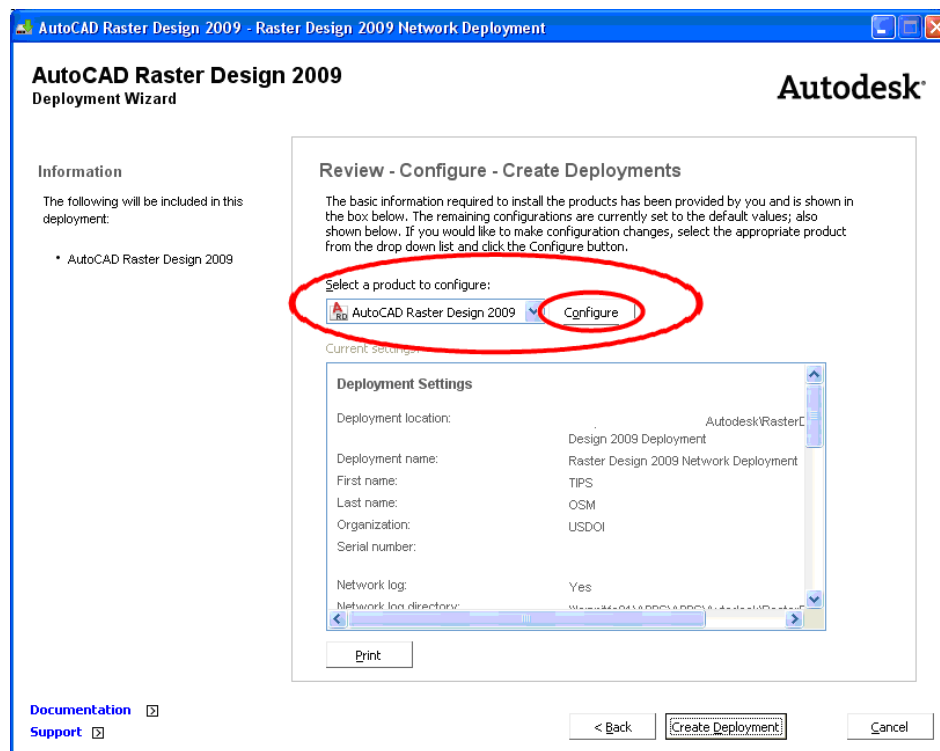 AutoCAD Raster Design 2009 - Raster Design 2009 Network Deployment
AutoCAD Raster Design 2009
Deployment Wizard
Autodesk
Information
The following will be included in this
deployment:
• AutoCAD Raster Design 2009
Review - Configure - Create Deployments
The basic information required to install the products has been provided by you and is shown in
the box below. The remaining configurations are currently set to the default values; also
shown below. If you would like to make configuration changes, select the appropriate product
from the drop down list and click the Configure button.
Select a product to configure:
AutoCAD Raster Design 2009
Configure
Current settings:
Deployment Settings
Deployment location: Autodesk\RasterD
Design 2009 Deployment
Deployment name: Raster Design 2009 Network Deployment
First name: TIPS
Last name: OSM
Organization: USDOI
Serial number:
Network log: Yes
Network log directory:
Print
Documentation
Support
< Back
Create Deployment
Cancel